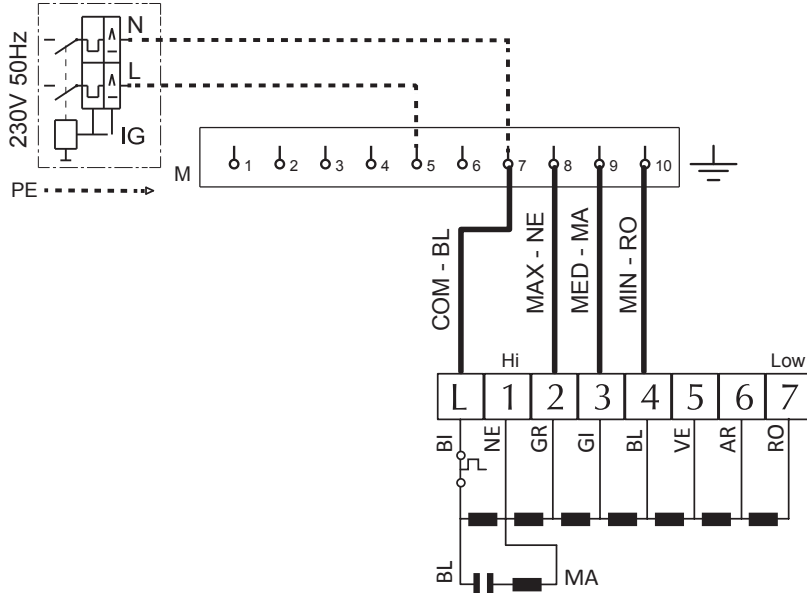 230V 50Hz
N
L
IG
PE
M
1 2 3 4 5 6 7 8 9 10
COM - BL
MAX - NE
MED - MA
MIN - RO
Hi
Low
L 1 2 3 4 5 6 7
BI NE GR GI BL VE AR RO
BL
MA